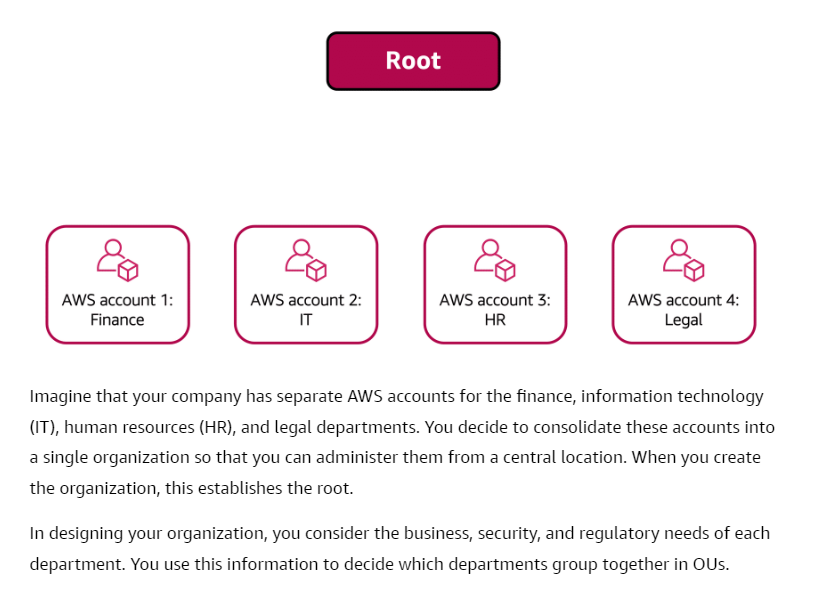 Root
AWS account 1:
Finance
AWS account 2:
IT
AWS account 3:
HR
AWS account 4:
Legal
Imagine that your company has separate AWS accounts for the finance, information technology
(IT), human resources (HR), and legal departments. You decide to consolidate these accounts into
a single organization so that you can administer them from a central location. When you create
the organization, this establishes the root.
In designing your organization, you consider the business, security, and regulatory needs of each
department. You use this information to decide which departments group together in OUs.